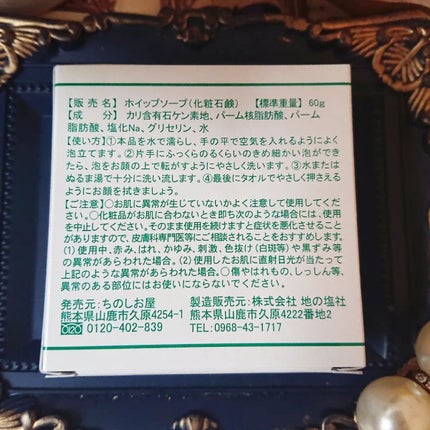 【販 売 名】ホイップソープ(化粧石鹸) 【標準重量】60g
【成　　分】カリ含有石ケン素地、パーム核脂肪酸、パーム
脂肪酸、塩化Na、グリセリン、水
【使い方】①本品を水で濡らし、手の平で空気を入れるように良く
泡立てます。②片手にふっくらのるくらいのきめ細かい泡ができ
たら、泡をお顔の上で転がすようにやさしく洗います。③水または
ぬるま湯で十分に洗い流します。④最後にタオルでやさしく押さえる
ようにお顔を拭きましょう。
【ご注意】○お肌に異常が生じていないかよく注意して使用してくだ
さい。○化粧品がお肌に合わないとき即ち次のような場合には、使用
を中止してください。そのまま使用を続けますと症状を悪化させること
がありますので、皮膚科専門医等にご相談されることをおすすめします。
(1)使用中、赤み、はれ、かゆみ、刺激、色抜け(白斑等)や黒ずみ等
の異常があらわれた場合。(2)使用したお肌に直射日光が当たって
上記のような異常があらわれた場合。○傷やはれもの、しっしん等、
異常のある部位にはお使いにならないでください。
発売元：ちのしお屋
熊本県山鹿市久原4254-1
0120-402-839
製造販売元：株式会社 地の塩社
熊本県山鹿市久原4222番地2
TEL. 0968-43-1717